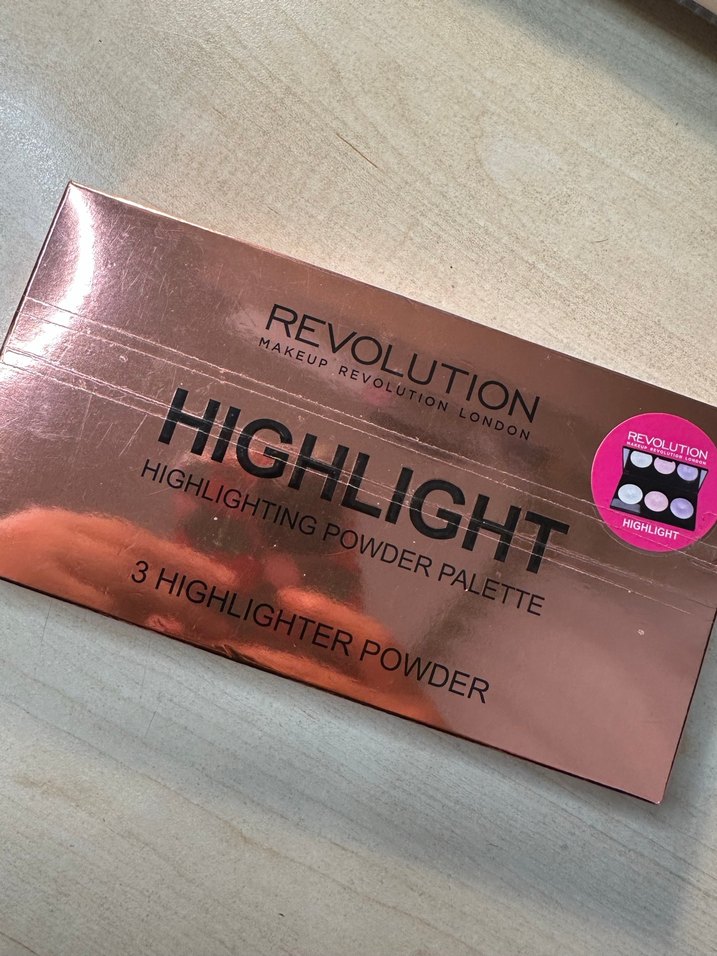 REVOLUTION
MAKEUP REVOLUTION LONDON
HIGHLIGHT
HIGHLIGHTING POWDER PALETTE
3 HIGHLIGHTER POWDER
REVOLUTION
MAKEUP REVOLUTION LONDON
HIGHLIGHT